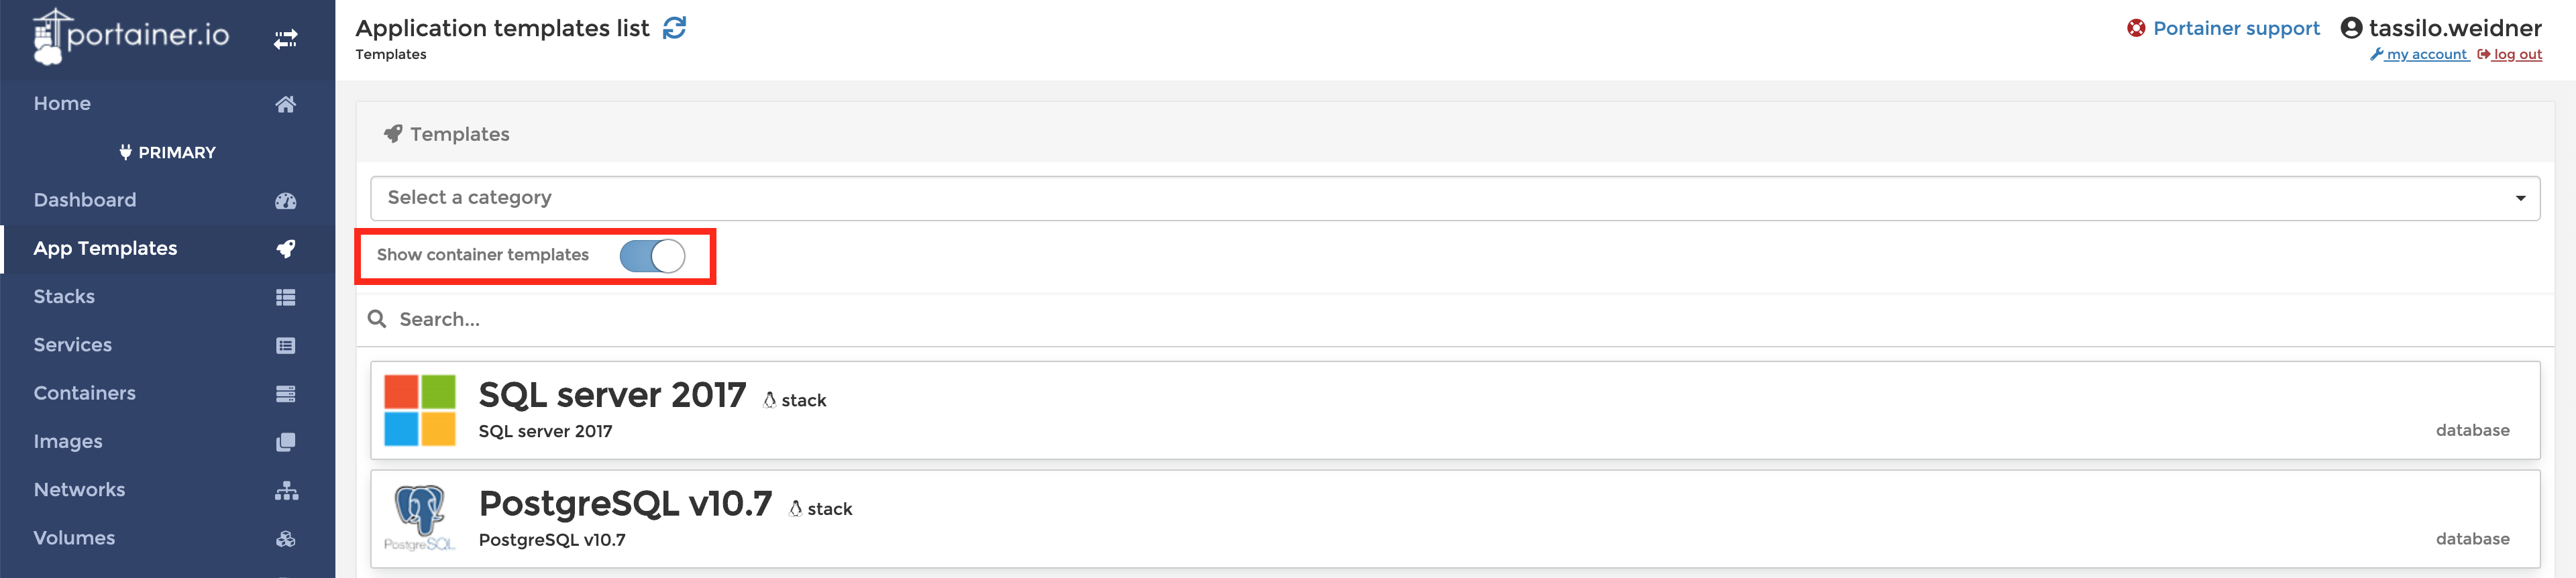 portainer.io
Application templates list
Templates
Portainer support
tassilo.weidner
my account
log out
Home
PRIMARY
Dashboard
App Templates
Stacks
Services
Containers
Images
Networks
Volumes
Templates
Select a category
Show container templates
Search...
SQL server 2017 stack
SQL server 2017
database
PostgreSQL
PostgreSQL v10.7 stack
PostgreSQL v10.7
database